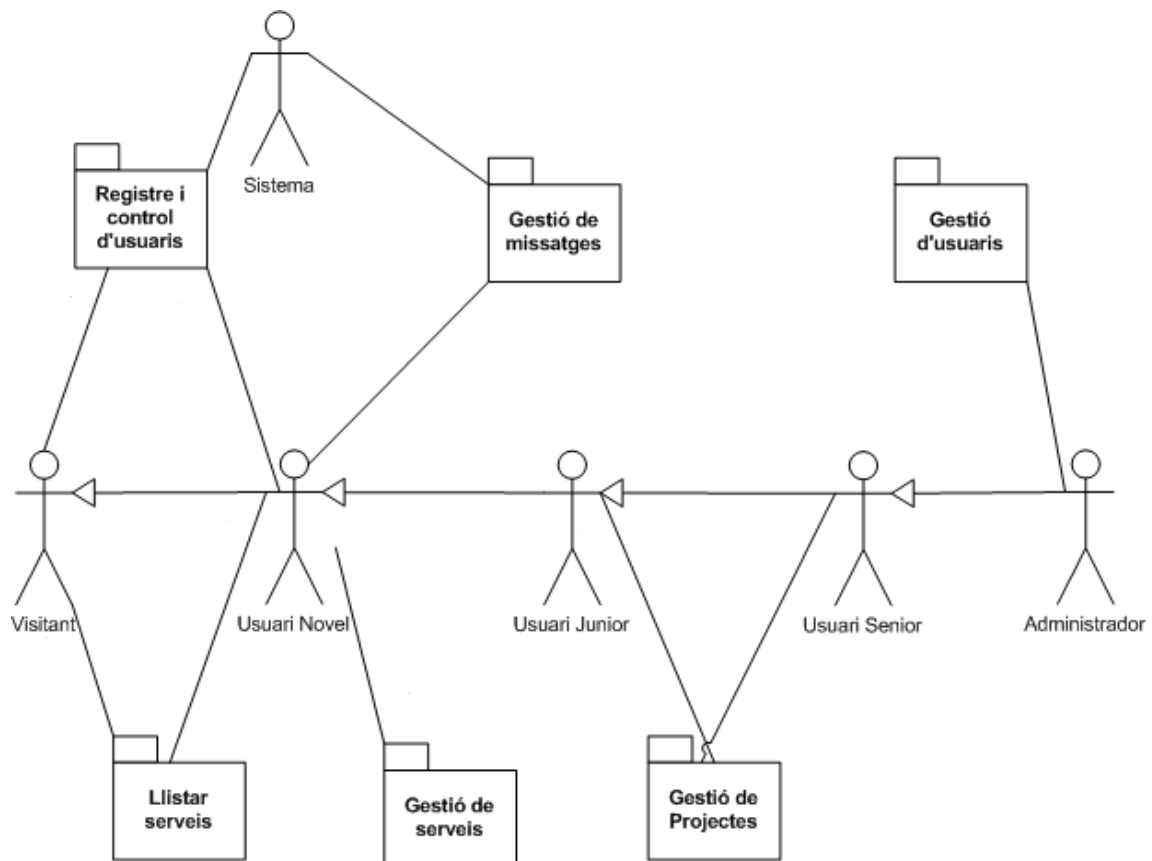 Sistema
Registre i
control
d'usuaris
Gestió de
missatges
Gestió
d'usuaris
Visitant
Usuari Novel
Usuari Junior
Usuari Senior
Administrador
Llistar
serveis
Gestió de
serveis
Gestió de
Projectes